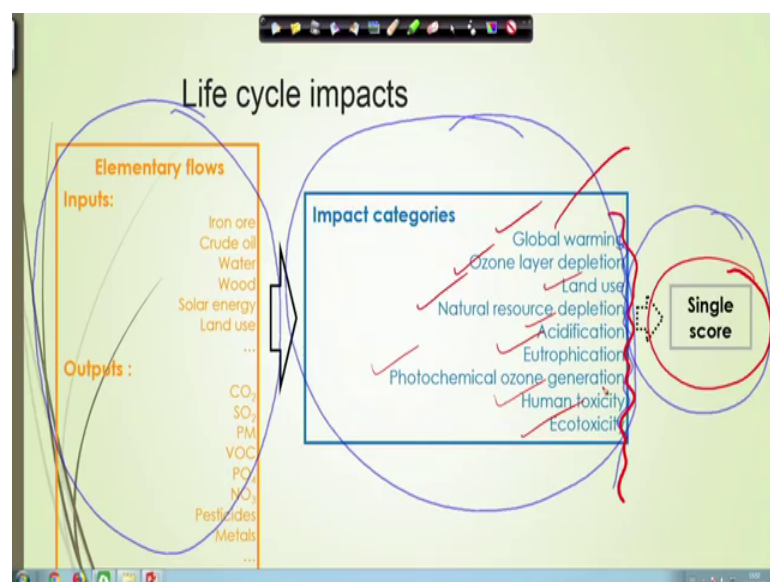 Life cycle impacts
Elementary flows
Inputs:
Iron ore
Crude oil
Water
Wood
Solar energy
Land use
...
Outputs :
CO2
SO2
PM
VOC
PO4
NO3
Pesticides
Metals
...
Impact categories
Global warming
Ozone layer depletion
Land use
Natural resource depletion
Acidification
Eutrophication
Photochemical ozone generation
Human toxicity
Ecotoxicity
Single
score